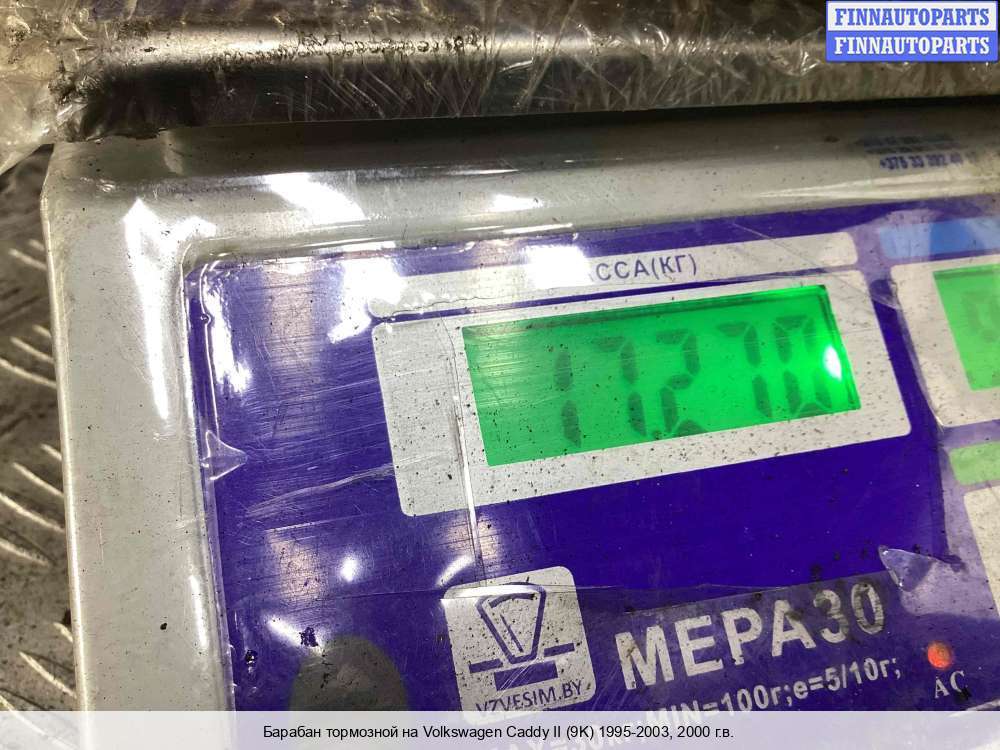 FINNAUTOPARTS
FINNAUTOPARTS
ССА(КГ)
17.270
МЕРА30
VZVESIM.BY
MIN=100г;е=5/10г;
AC
Барабан тормозной на Volkswagen Caddy II (9K) 1995-2003, 2000 г.в.